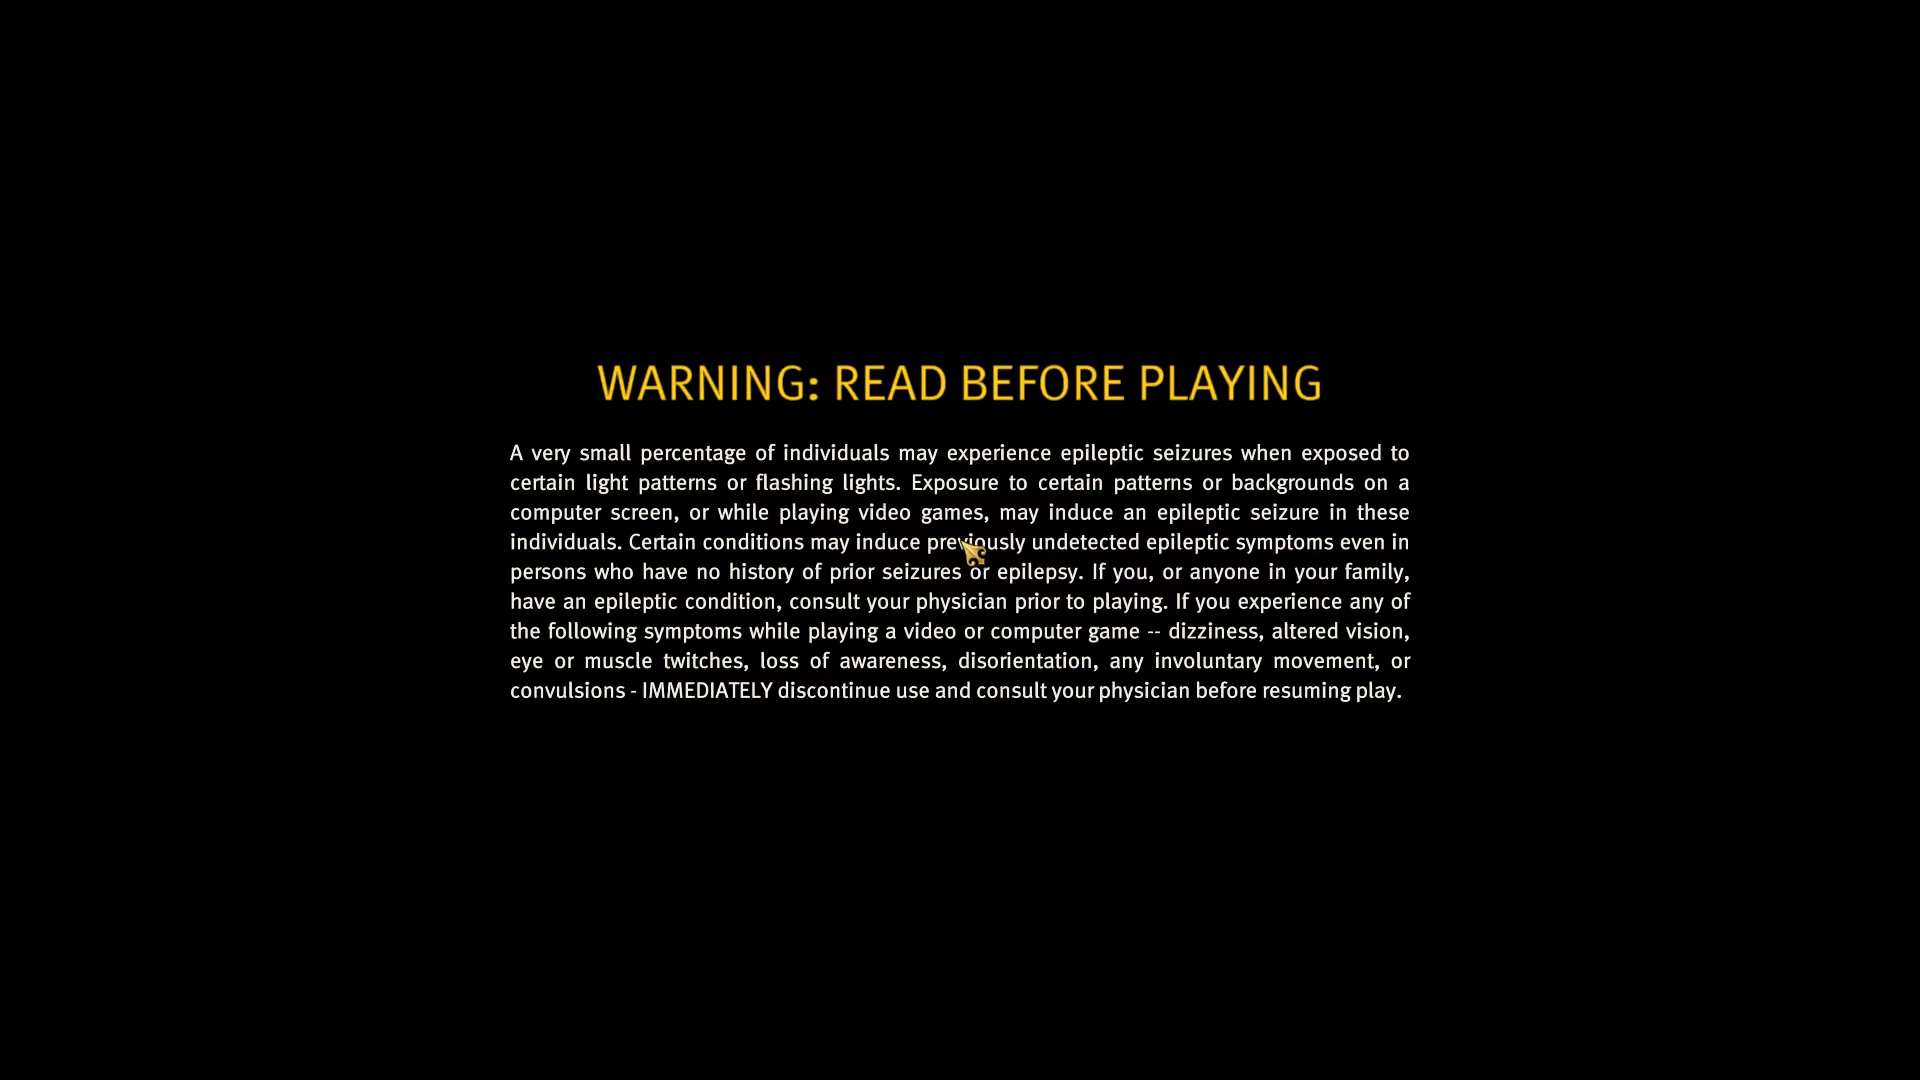 WARNING: READ BEFORE PLAYING
A very small percentage of individuals may experience epileptic seizures when exposed to
certain light patterns or flashing lights. Exposure to certain patterns or backgrounds on a
computer screen, or while playing video games, may induce an epileptic seizure in these
individuals. Certain conditions may induce previously undetected epileptic symptoms even in
persons who have no history of prior seizures or epilepsy. If you, or anyone in your family,
have an epileptic condition, consult your physician prior to playing. If you experience any of
the following symptoms while playing a video or computer game -- dizziness, altered vision,
eye or muscle twitches, loss of awareness, disorientation, any involuntary movement, or
convulsions - IMMEDIATELY discontinue use and consult your physician before resuming play.